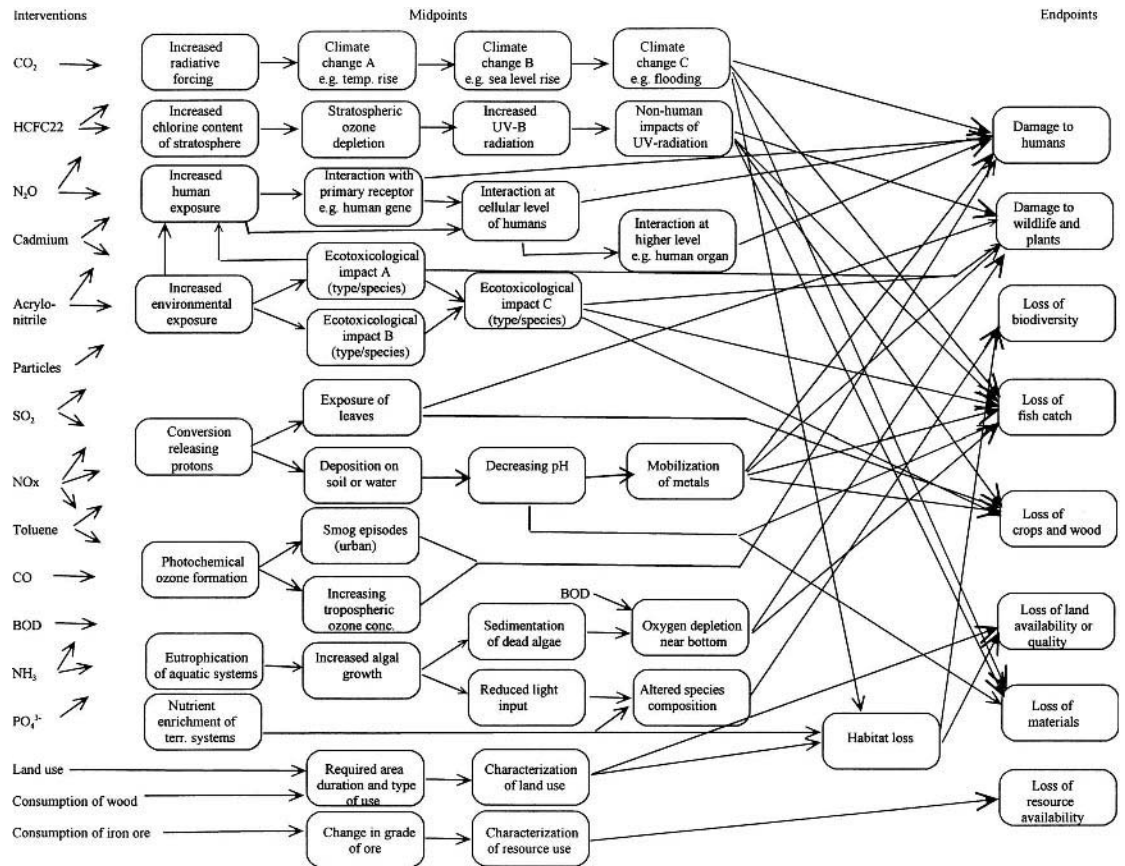 Interventions
Midpoints
Endpoints
CO2
HCFC22
N2O
Cadmium
Acrylo-
nitrile
Particles
SO2
NOx
Toluene
CO
BOD
NH3
PO4 3-
Land use
Consumption of wood
Consumption of iron ore
Increased
radiative
forcing
Climate
change A
e.g. temp. rise
Climate
change B
e.g. sea level rise
Climate
change C
e.g. flooding
Increased
chlorine content
of stratosphere
Stratospheric
ozone
depletion
Increased
UV-B
radiation
Non-human
impacts of
UV-radiation
Increased
human
exposure
Interaction with
primary receptor
e.g. human gene
Interaction at
cellular level
of humans
Interaction at
higher level
e.g. human organ
Increased
environmental
exposure
Ecotoxicological
impact A
(type/species)
Ecotoxicological
impact B
(type/species)
Ecotoxicological
impact C
(type/species)
Conversion
releasing
protons
Exposure of
leaves
Deposition on
soil or water
Decreasing pH
Mobilization
of metals
Photochemical
ozone formation
Smog episodes
(urban)
Increasing
tropospheric
ozone conc.
Eutrophication
of aquatic systems
Increased algal
growth
Sedimentation
of dead algae
BOD
Oxygen depletion
near bottom
Reduced light
input
Altered species
composition
Nutrient
enrichment of
terr. systems
Habitat loss
Required area
duration and type
of use
Characterization
of land use
Change in grade
of ore
Characterization
of resource use
Damage to
humans
Damage to
wildlife and
plants
Loss of
biodiversity
Loss of
fish catch
Loss of
crops and wood
Loss of land
availability or
quality
Loss of
materials
Loss of
resource
availability